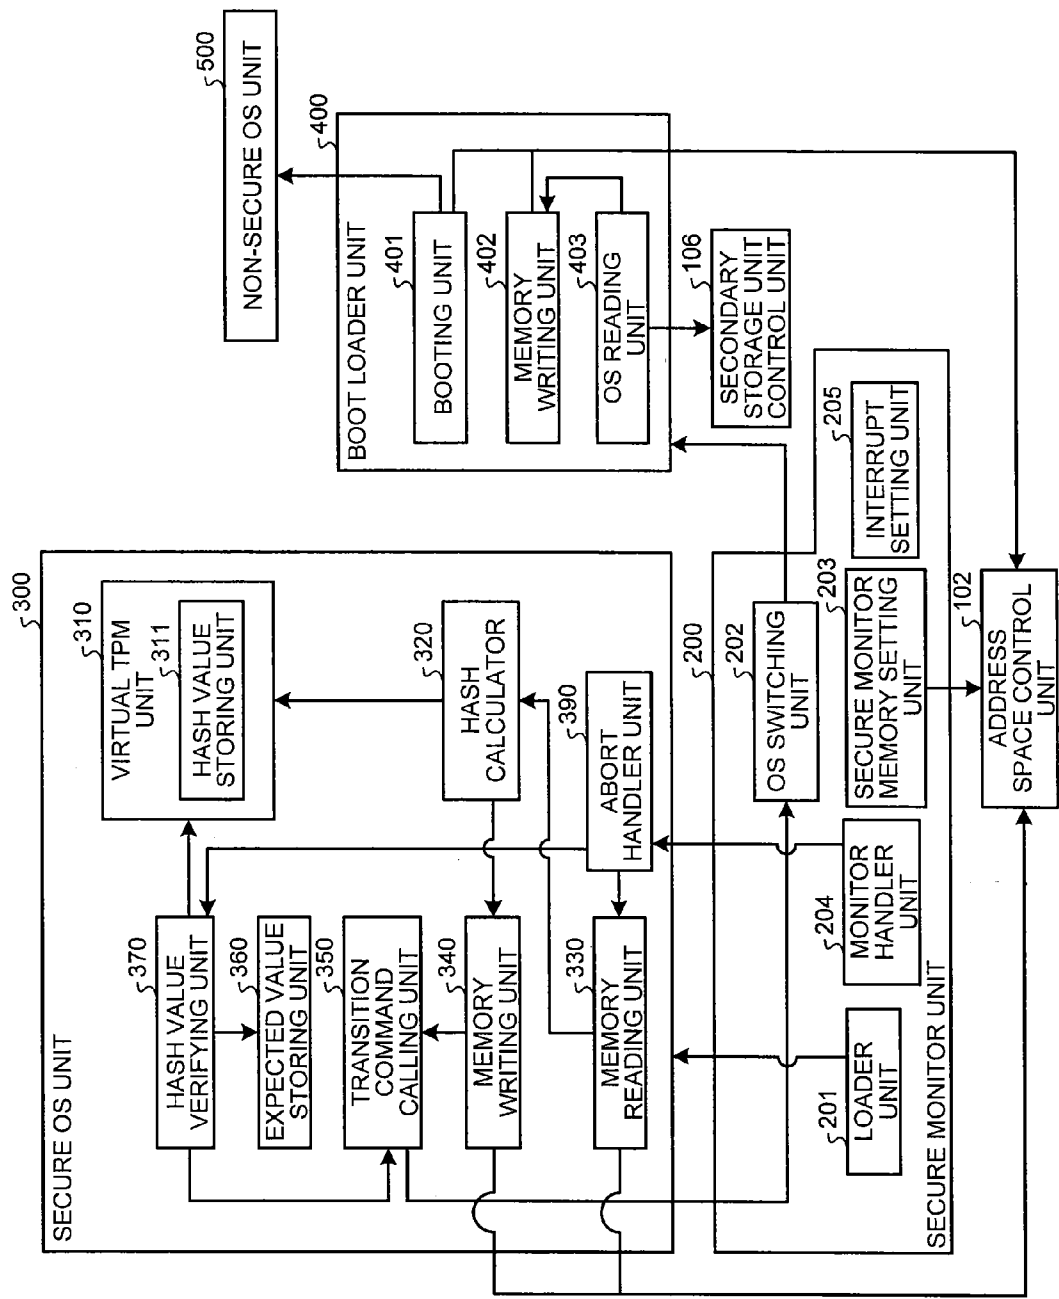 SECURE OS UNIT
300
370
HASH VALUE
VERIFYING UNIT
360
EXPECTED VALUE
STORING UNIT
350
TRANSITION
COMMAND
CALLING UNIT
340
MEMORY
WRITING UNIT
330
MEMORY
READING UNIT
310
VIRTUAL TPM
UNIT
311
HASH VALUE
STORING UNIT
320
HASH
CALCULATOR
390
ABORT
HANDLER UNIT
SECURE MONITOR UNIT
200
201
LOADER
UNIT
204
MONITOR
HANDLER
UNIT
202
OS SWITCHING
UNIT
203
SECURE MONITOR
MEMORY SETTING
UNIT
205
INTERRUPT
SETTING UNIT
102
ADDRESS
SPACE CONTROL
UNIT
BOOT LOADER UNIT
400
401
BOOTING UNIT
402
MEMORY
WRITING UNIT
403
OS READING
UNIT
106
SECONDARY
STORAGE UNIT
CONTROL UNIT
500
NON-SECURE OS UNIT